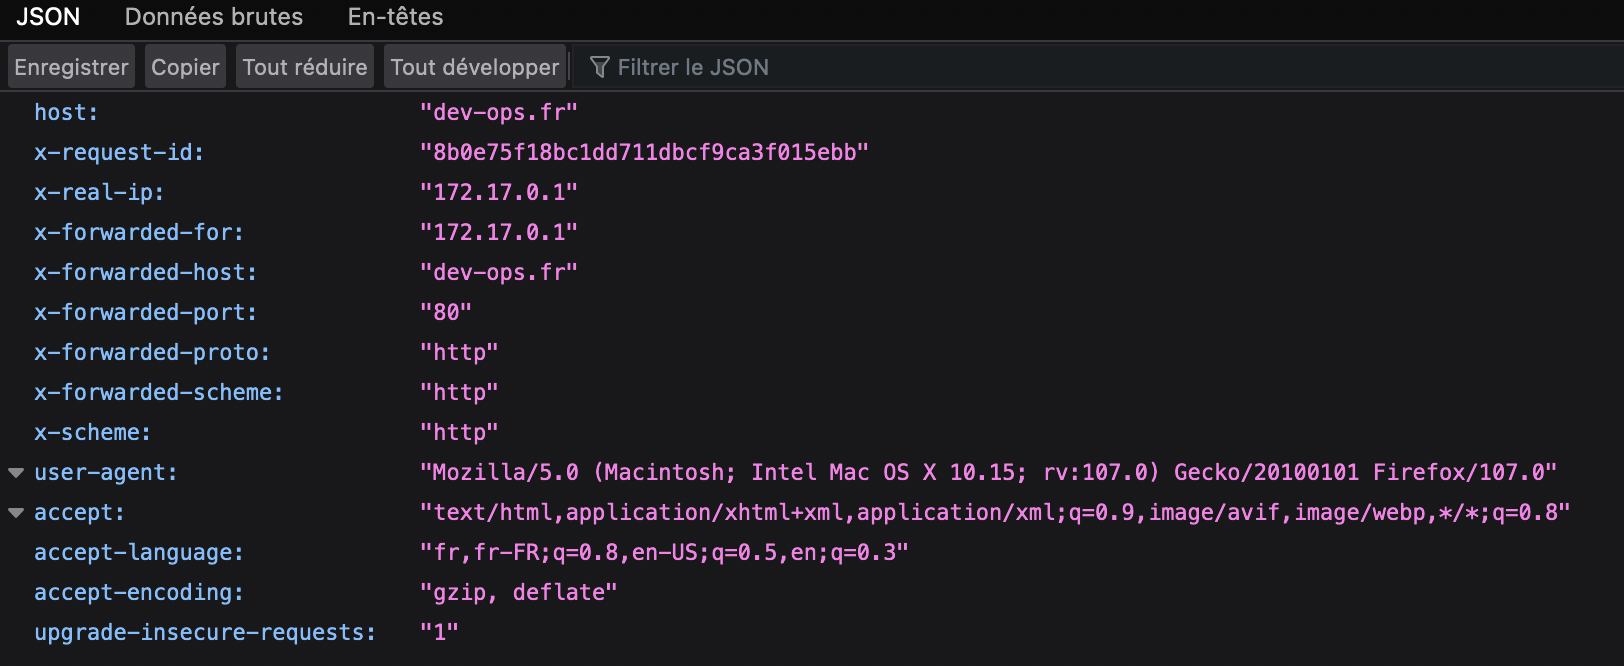 JSON Données brutes En-têtes
Enregistrer Copier Tout réduire Tout développer Filtrer le JSON
host: "dev-ops.fr"
x-request-id: "8b0e75f18bc1dd711dbcf9ca3f015ebb"
x-real-ip: "172.17.0.1"
x-forwarded-for: "172.17.0.1"
x-forwarded-host: "dev-ops.fr"
x-forwarded-port: "80"
x-forwarded-proto: "http"
x-forwarded-scheme: "http"
x-scheme: "http"
user-agent: "Mozilla/5.0 (Macintosh; Intel Mac OS X 10.15; rv:107.0) Gecko/20100101 Firefox/107.0"
accept: "text/html,application/xhtml+xml,application/xml;q=0.9,image/avif,image/webp,*/*;q=0.8"
accept-language: "fr,fr-FR;q=0.8,en-US;q=0.5,en;q=0.3"
accept-encoding: "gzip, deflate"
upgrade-insecure-requests: "1"